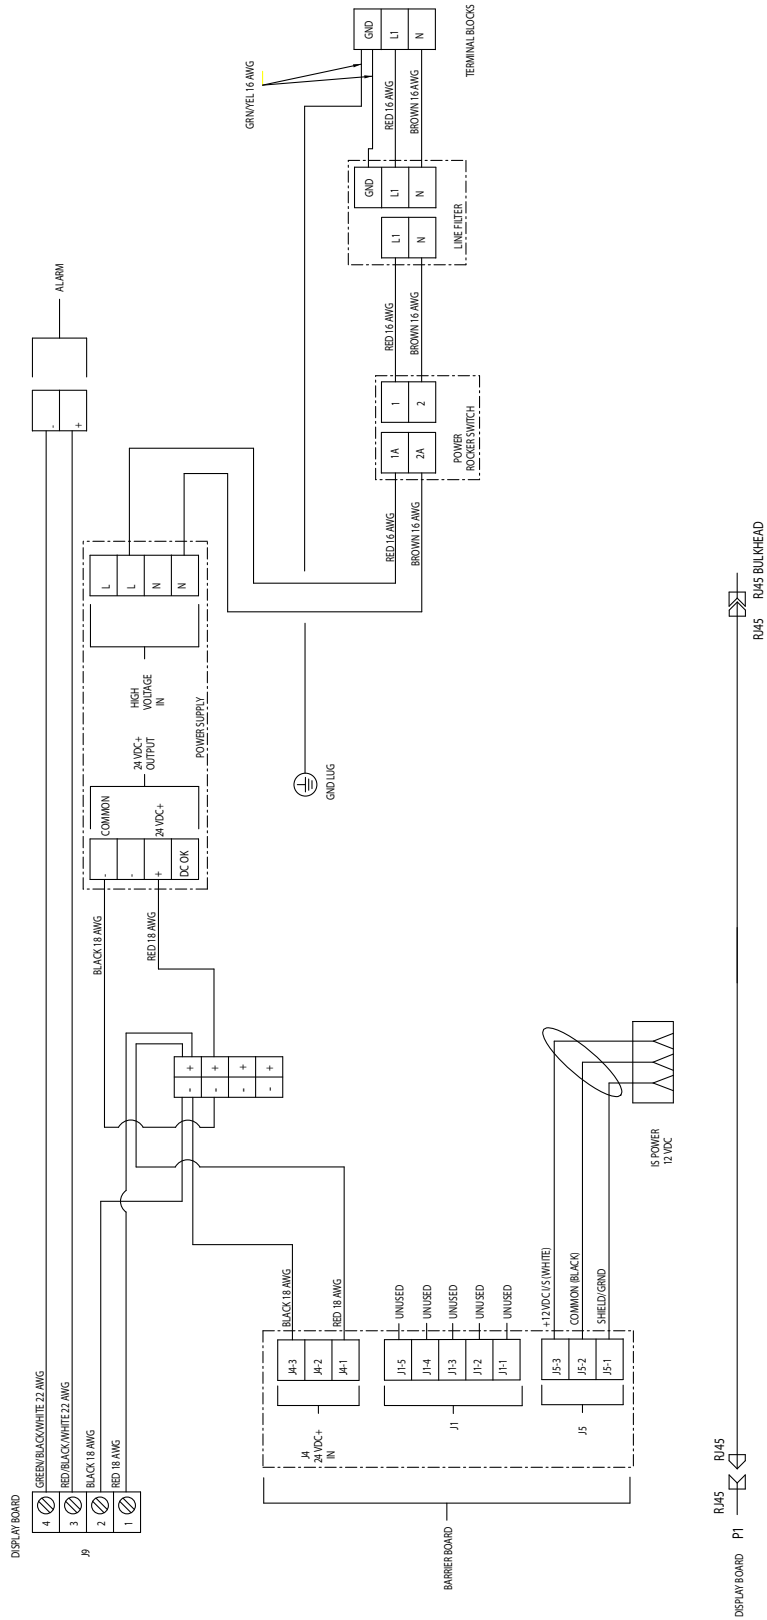 DISPLAY BOARD
J9
4
3
2
1
GREEN/BLACK/WHITE 22 AWG
RED/BLACK/WHITE 22 AWG
BLACK 18 AWG
RED 18 AWG
-
+
ALARM
BLACK 18 AWG
RED 18 AWG
-
-
+
DC OK
COMMON
24 VDC+
24 VDC+
OUTPUT
HIGH
VOLTAGE
IN
POWER SUPPLY
L
L
N
N
- +
- +
- +
- +
GND LUG
RED 16 AWG
BROWN 16 AWG
1A
2A
1
2
POWER
ROCKER SWITCH
RED 16 AWG
BROWN 16 AWG
L1
N
GND
L1
N
LINE FILTER
GRN/YEL 16 AWG
RED 16 AWG
BROWN 16 AWG
GND
L1
N
TERMINAL BLOCKS
BARRIER BOARD
J4
24 VDC+
IN
J4-3
J4-2
J4-1
BLACK 18 AWG
RED 18 AWG
J1
J1-5
J1-4
J1-3
J1-2
J1-1
UNUSED
UNUSED
UNUSED
UNUSED
UNUSED
J5
J5-3
J5-2
J5-1
+12 VDC I/S (WHITE)
COMMON (BLACK)
SHIELD/GRND
IS POWER
12 VDC
DISPLAY BOARD
P1
RJ45
RJ45
RJ45
RJ45 BULKHEAD